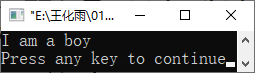 "E:\王化雨\01...
I am a boy
Press any key to continue